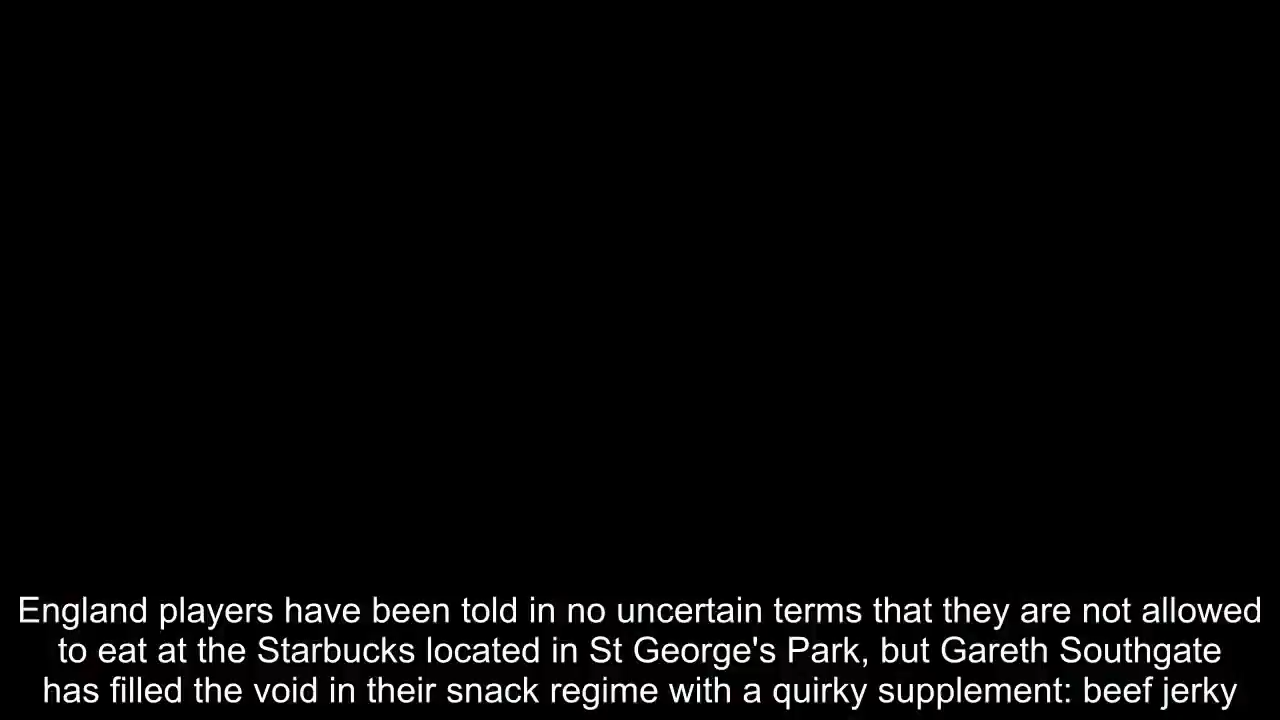 England players have been told in no uncertain terms that they are not allowed
to eat at the Starbucks located in St George's Park, but Gareth Southgate
has filled the void in their snack regime with a quirky supplement: beef jerky